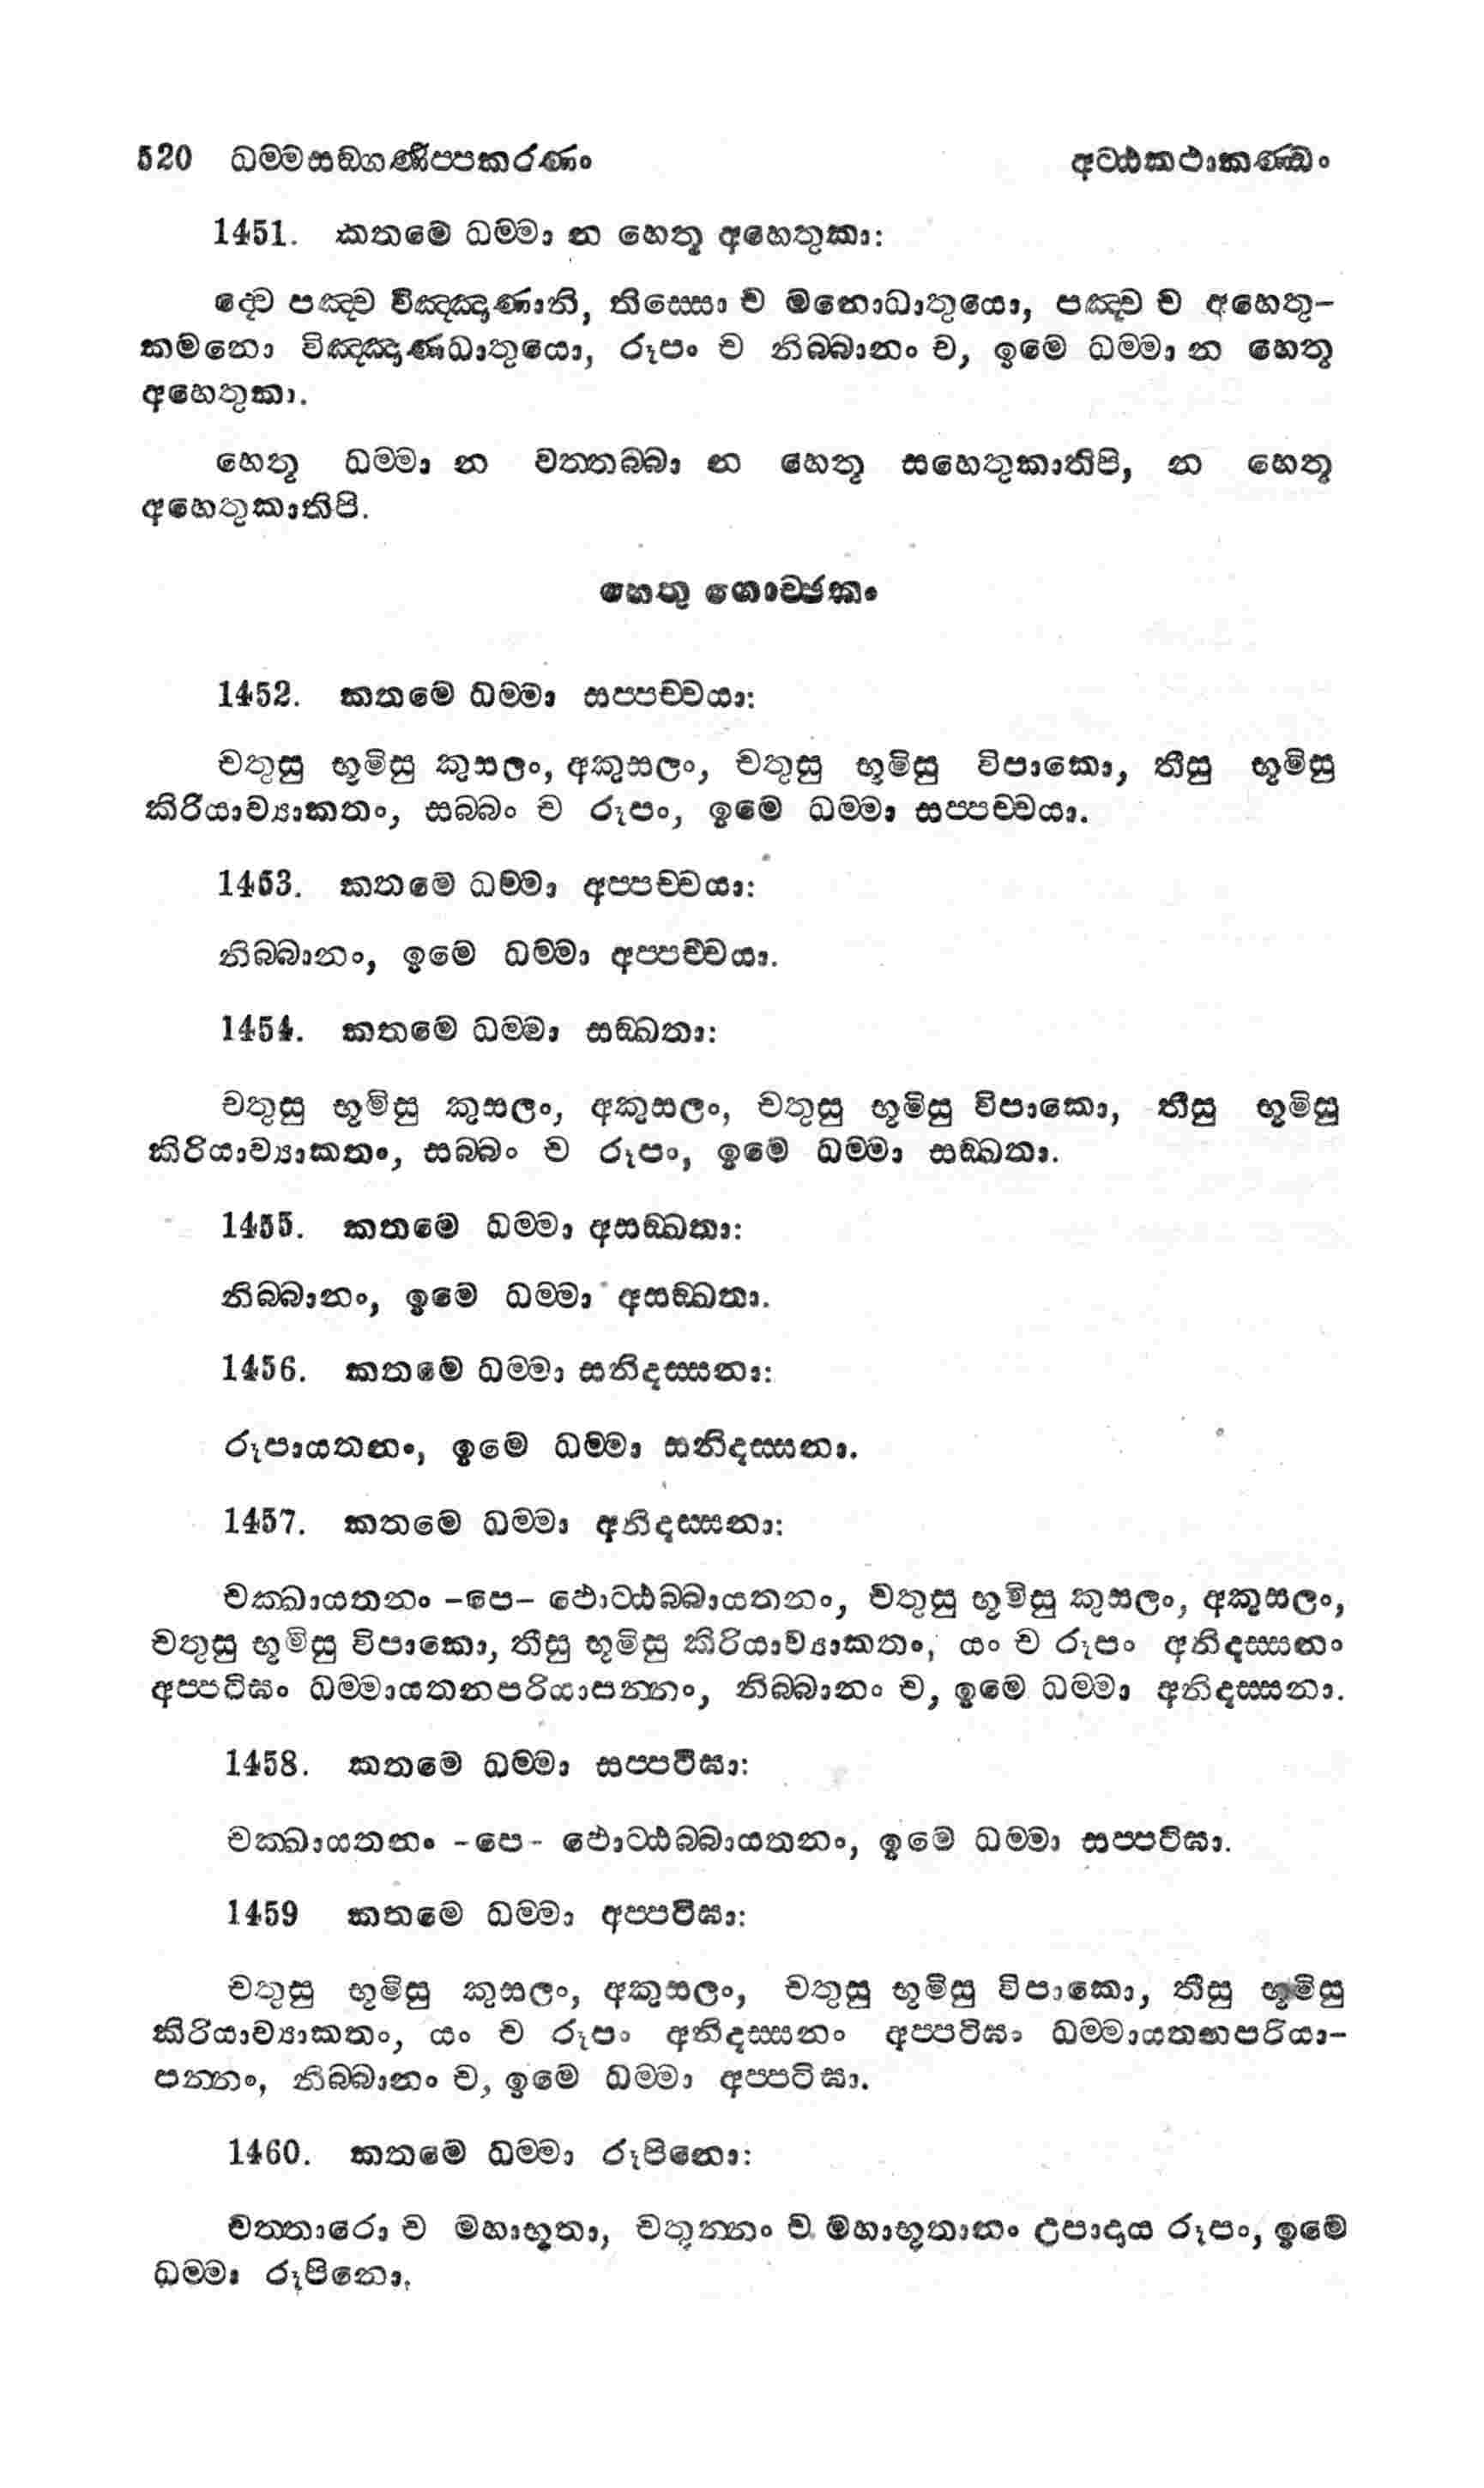 520 ධම්මසඞ්ගණිප්පකරණං අට්ඨකථාකණ්ඩං
1451. කතමෙ ධම්මා න හෙතූ අහෙතුකා:
ද්වෙ පඤ්ච විඤ්ඤාණානි, තිස්සො ච මනොධාතුයො, පඤ්ච ච අහෙතු-
කමනො විඤ්ඤාණධාතුයො, රූපං ච නිබ්බානං ච, ඉමෙ ධම්මා න හෙතූ
අහෙතුකා.
හෙතූ ධම්මා න වත්තබ්බා න හෙතූ සහෙතුකාතිපි, න හෙතූ
අහෙතුකාතිපි.
හෙතු ගොච්ඡකං
1452. කතමෙ ධම්මා සප්පච්චයා:
චතුසු භූමිසු කුසලං, අකුසලං, චතුසු භූමිසු විපාකො, තීසු භූමිසු
කිරියාව්‍යාකතං, සබ්බං ච රූපං, ඉමෙ ධම්මා සප්පච්චයා.
1453. කතමෙ ධම්මා අප්පච්චයා:
නිබ්බානං, ඉමෙ ධම්මා අප්පච්චයා.
1454. කතමෙ ධම්මා සඞ්ඛතා:
චතුසු භූමිසු කුසලං, අකුසලං, චතුසු භූමිසු විපාකො, තීසු භූමිසු
කිරියාව්‍යාකතං, සබ්බං ච රූපං, ඉමෙ ධම්මා සඞ්ඛතා.
1455. කතමෙ ධම්මා අසඞ්ඛතා:
නිබ්බානං, ඉමෙ ධම්මා අසඞ්ඛතා.
1456. කතමෙ ධම්මා සනිදස්සනා:
රූපායතනං, ඉමෙ ධම්මා සනිදස්සනා.
1457. කතමෙ ධම්මා අනිදස්සනා:
චක්ඛායතනං -පෙ- ඵොට්ඨබ්බායතනං, චතුසු භූමිසු කුසලං, අකුසලං,
චතුසු භූමිසු විපාකො, තීසු භූමිසු කිරියාව්‍යාකතං, යං ච රූපං අනිදස්සනං
අප්පටිඝං ධම්මායතනපරියාපන්නං, නිබ්බානං ච, ඉමෙ ධම්මා අනිදස්සනා.
1458. කතමෙ ධම්මා සප්පටිඝා:
චක්ඛායතනං -පෙ- ඵොට්ඨබ්බායතනං, ඉමෙ ධම්මා සප්පටිඝා.
1459 කතමෙ ධම්මා අප්පටිඝා:
චතුසු භූමිසු කුසලං, අකුසලං, චතුසු භූමිසු විපාකො, තීසු භූමිසු
කිරියාව්‍යාකතං, යං ච රූපං අනිදස්සනං අප්පටිඝං ධම්මායතනපරියා-
පන්නං, නිබ්බානං ච, ඉමෙ ධම්මා අප්පටිඝා.
1460. කතමෙ ධම්මා රූපිනො:
චත්තාරො ච මහාභූතා, චතුන්නං ච මහාභූතානං උපාදාය රූපං, ඉමෙ
ධම්මා රූපිනො.